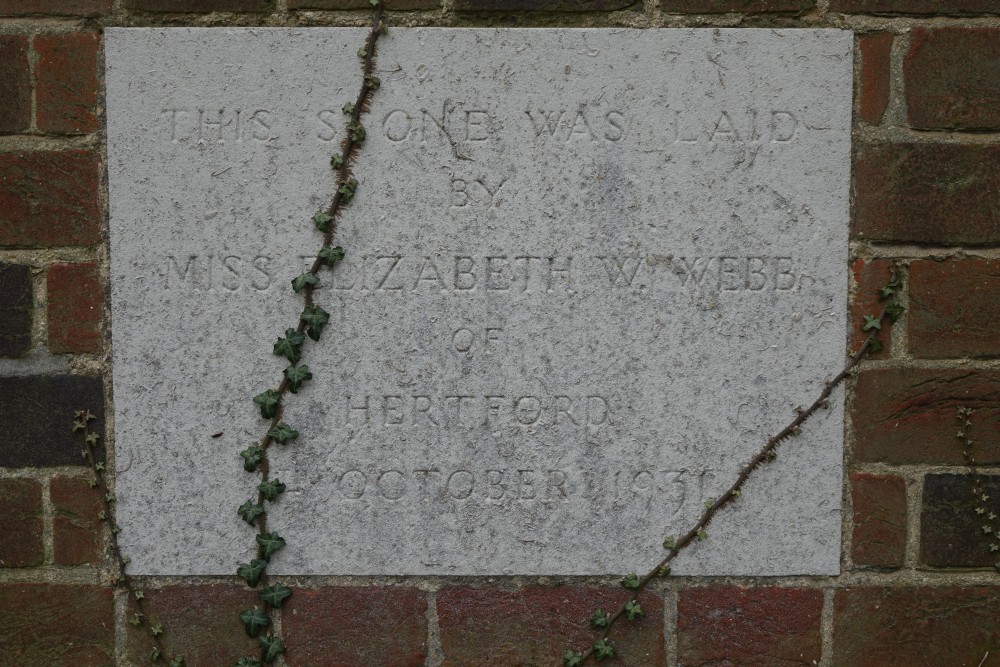 THIS STONE WAS LAID
BY
MISS ELIZABETH W. WEBB
OF
HERTFORD
OCTOBER 1931